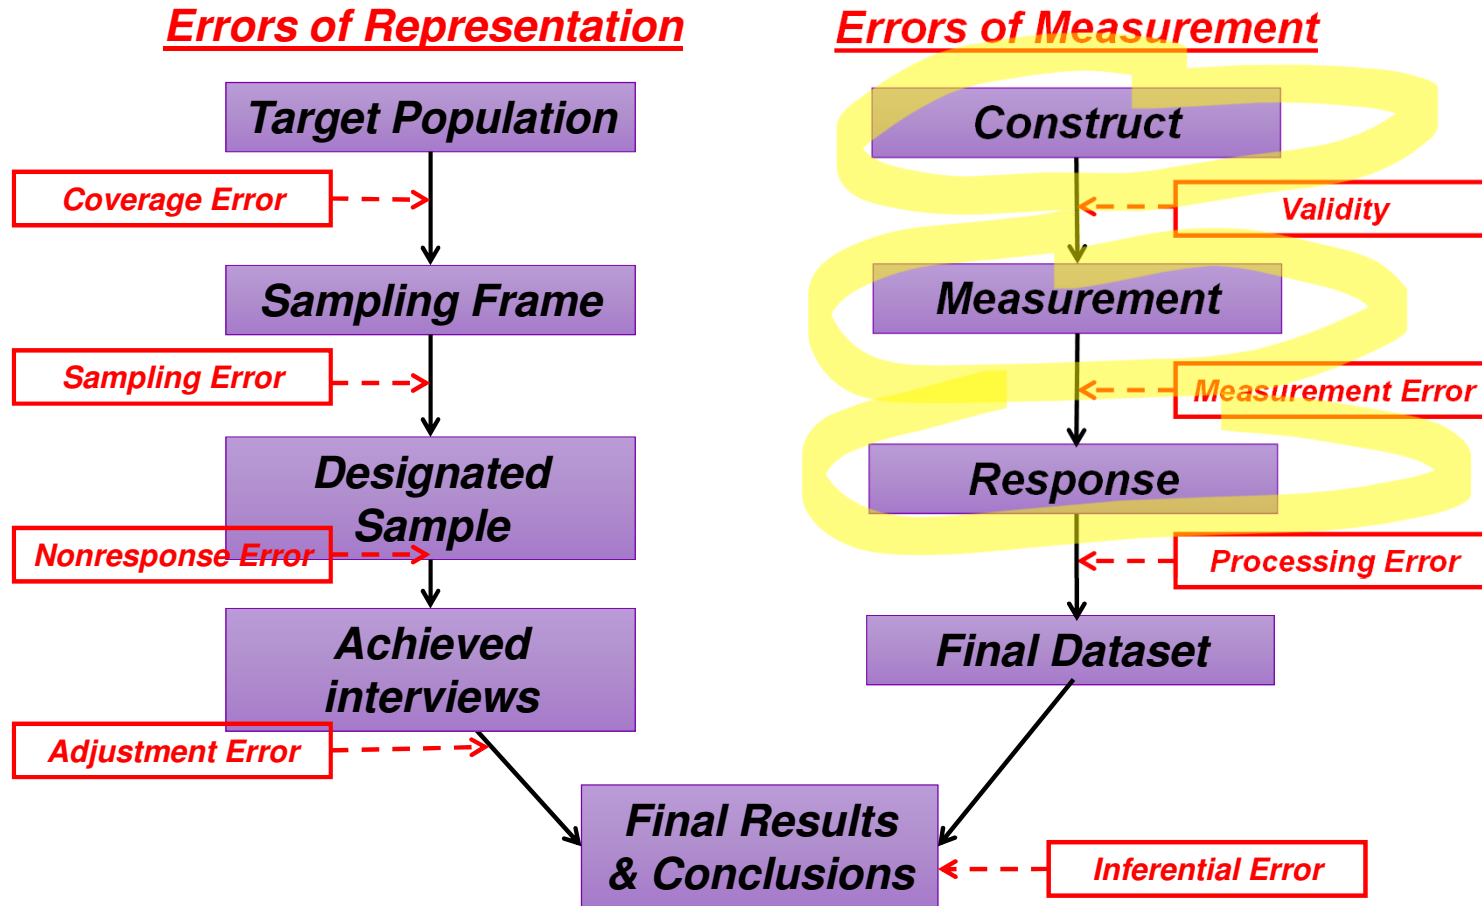 Errors of Representation
Errors of Measurement
Target Population
Construct
Coverage Error
Validity
Sampling Frame
Measurement
Sampling Error
Measurement Error
Designated
Sample
Response
Nonresponse Error
Processing Error
Achieved
interviews
Final Dataset
Adjustment Error
Final Results
& Conclusions
Inferential Error